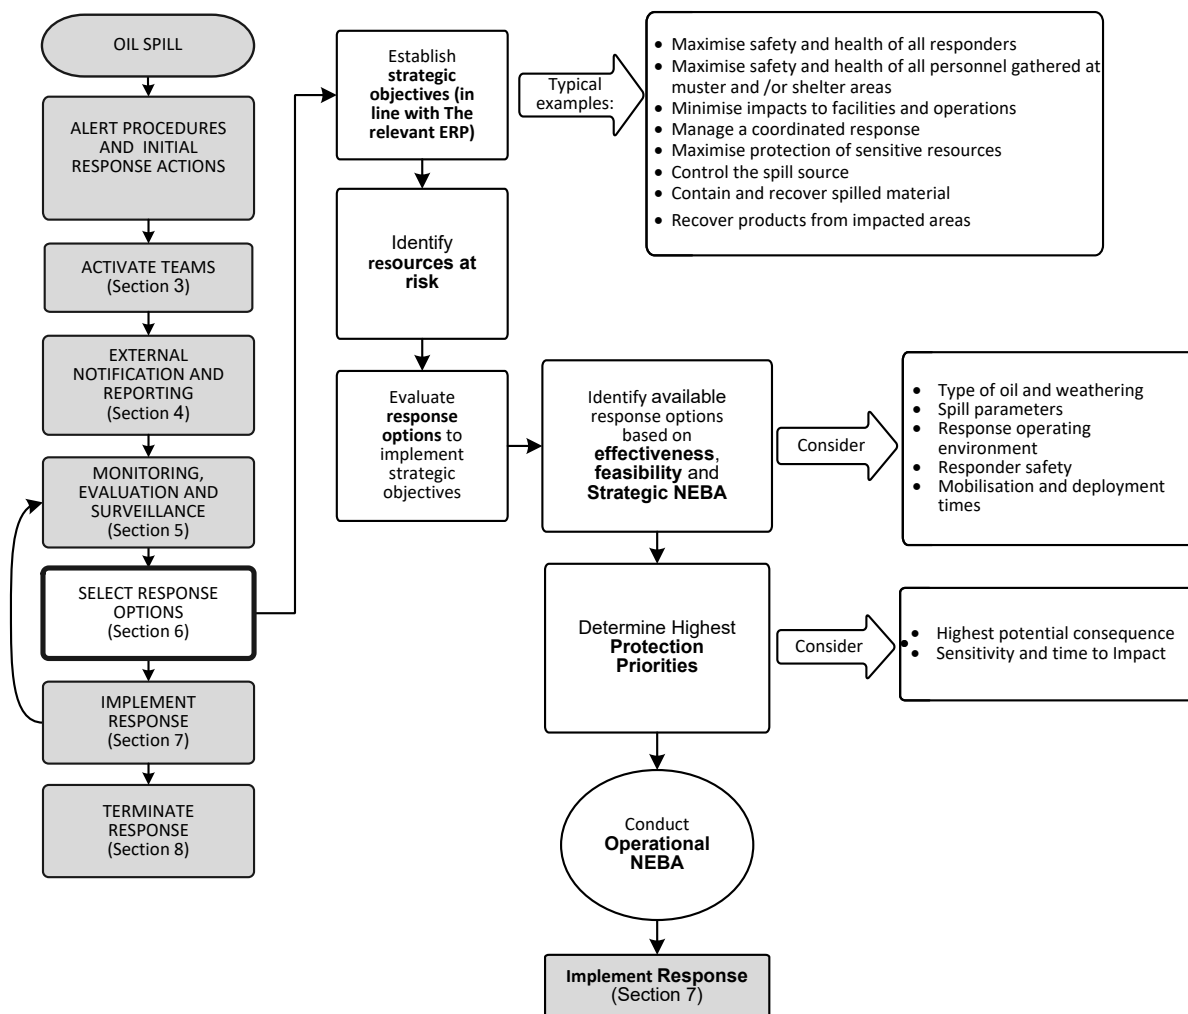 OIL SPILL
ALERT PROCEDURES
AND  INITIAL
RESPONSE ACTIONS
ACTIVATE TEAMS
(Section 3)
EXTERNAL
NOTIFICATION AND
REPORTING
(Section 4)
MONITORING,
EVALUATION AND
SURVEILLANCE
(Section 5)
SELECT RESPONSE
OPTIONS
(Section 6)
IMPLEMENT
RESPONSE
(Section 7)
TERMINATE
RESPONSE
(Section 8)
Establish
strategic
objectives (in
line with The
relevant ERP)
Typical
examples:
• Maximise safety and health of all responders
• Maximise safety and health of all personnel gathered at
muster and /or shelter areas
• Minimise impacts to facilities and operations
• Manage a coordinated response
• Maximise protection of sensitive resources
• Control the spill source
• Contain and recover spilled material
• Recover products from impacted areas
Identify
resources at
risk
Evaluate
response
options to
implement
strategic
objectives
Identify available
response options
based on
effectiveness,
feasibility and
Strategic NEBA
Consider
• Type of oil and weathering
• Spill parameters
• Response operating
environment
• Responder safety
• Mobilisation and deployment
times
Determine Highest
Protection
Priorities
Consider
• Highest potential consequence
• Sensitivity and time to Impact
Conduct
Operational
NEBA
Implement Response
(Section 7)